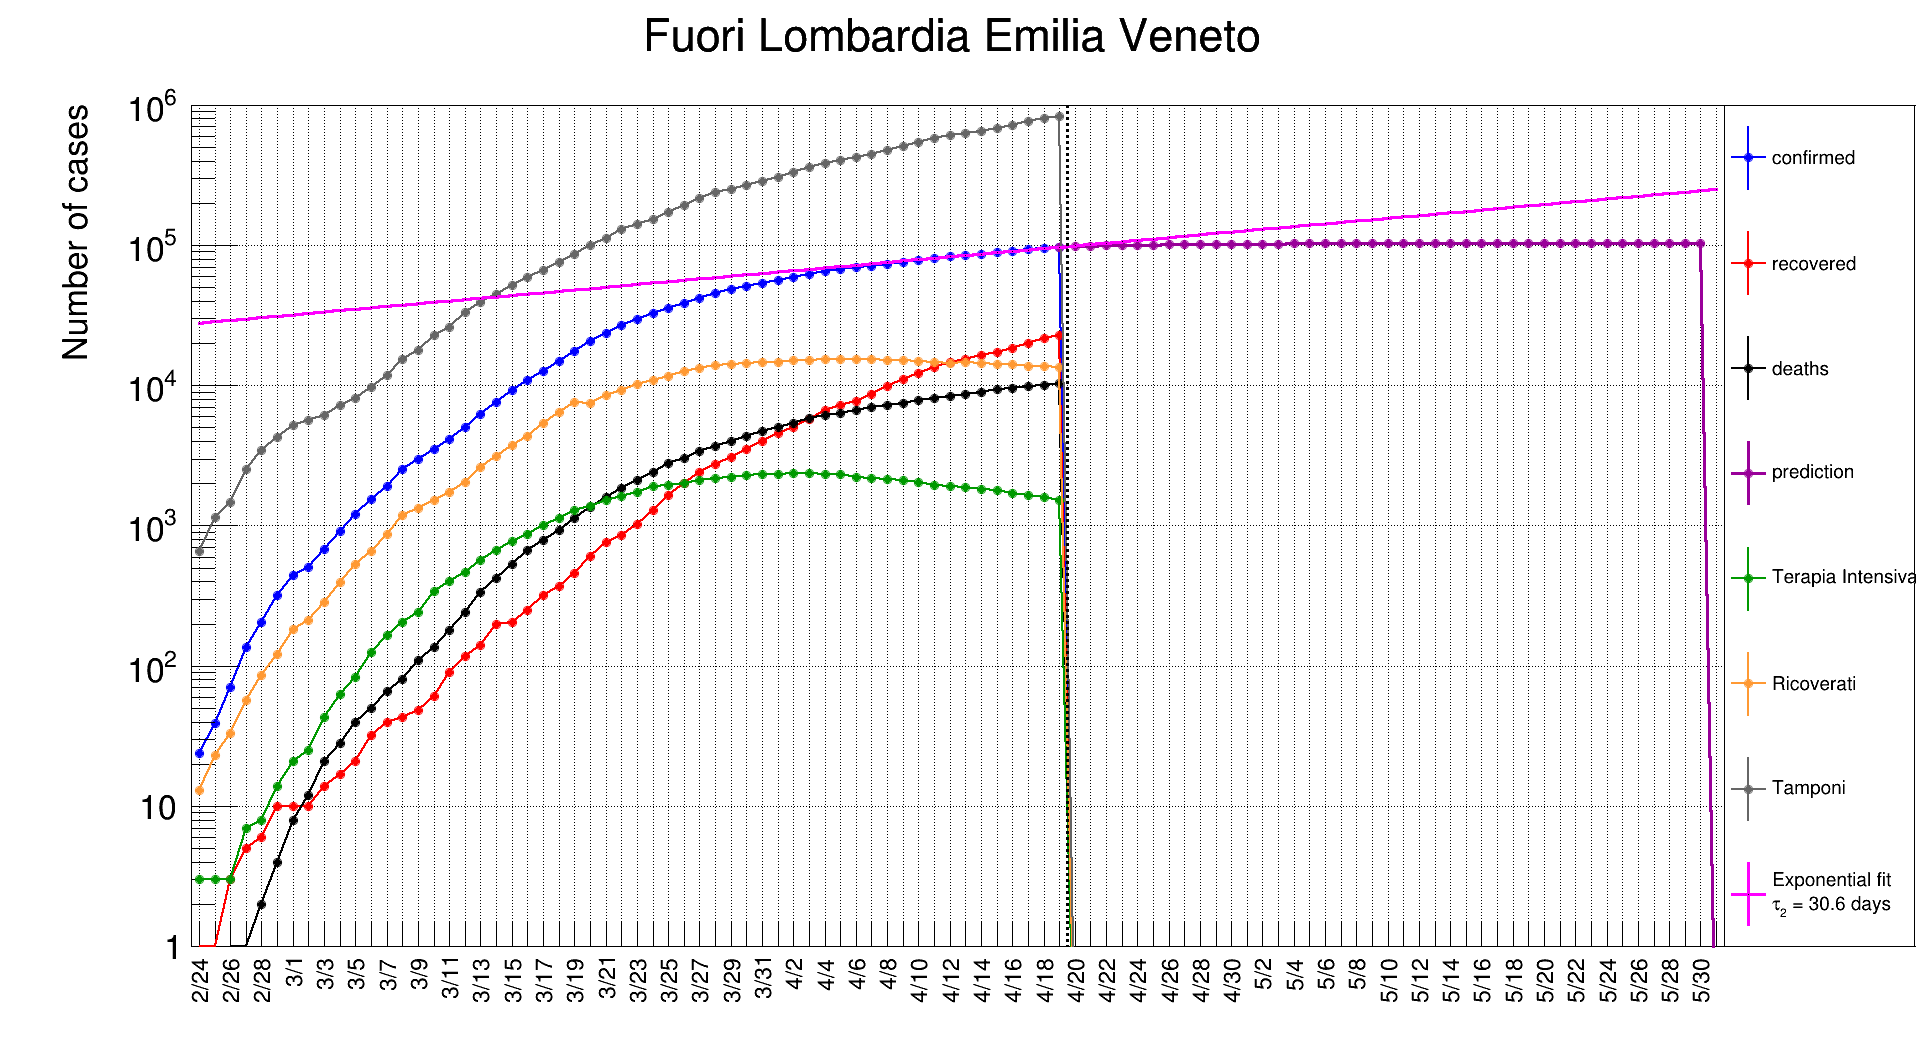 Fuori Lombardia Emilia Veneto
Number of cases
10^6
10^5
10^4
10^3
10^2
10
1
2/24 2/26 2/28 3/1 3/3 3/5 3/7 3/9 3/11 3/13 3/15 3/17 3/19 3/21 3/23 3/25 3/27 3/29 3/31 4/2 4/4 4/6 4/8 4/10 4/12 4/14 4/16 4/18 4/20 4/22 4/24 4/26 4/28 4/30 5/2 5/4 5/6 5/8 5/10 5/12 5/14 5/16 5/18 5/20 5/22 5/24 5/26 5/28 5/30
confirmed
recovered
deaths
prediction
Terapia Intensiva
Ricoverati
Tamponi
Exponential fit
τ_2 = 30.6 days